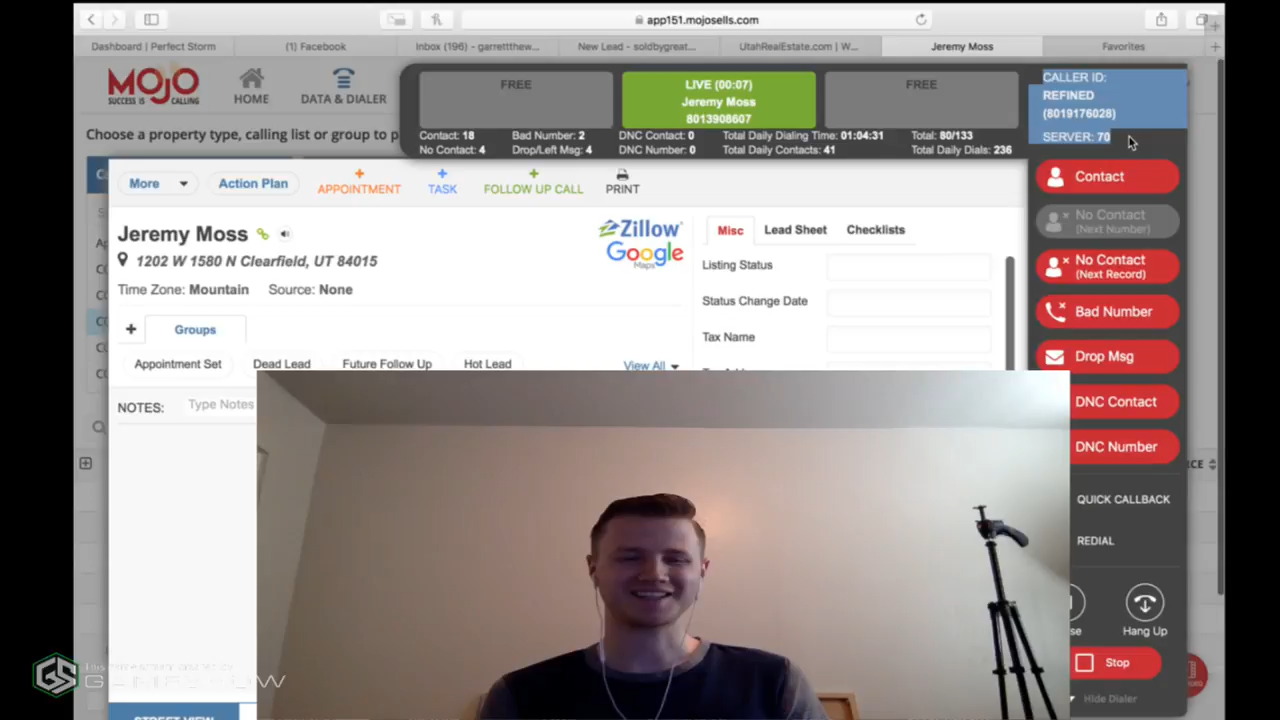 app151.mojosells.com
Dashboard | Perfect Storm
(1) Facebook
Inbox (196) - garrettthew...
New Lead - soldbygreat...
UtahRealEstate.com | W...
Jeremy Moss
Favorites
MOJO
SUCCESS IS CALLING
HOME
DATA & DIALER
FREE
LIVE (00:07)
Jeremy Moss
8013908607
FREE
CALLER ID:
REFINED
(8019176028)
SERVER: 70
Contact: 18 Bad Number: 2 DNC Contact: 0 Total Daily Dialing Time: 01:04:31 Total: 80/133
No Contact: 4 Drop/Left Msg: 4 DNC Number: 0 Total Daily Contacts: 41 Total Daily Dials: 236
Choose a property type, calling list or group to
More
Action Plan
APPOINTMENT
TASK
FOLLOW UP CALL
PRINT
Jeremy Moss
1202 W 1580 N Clearfield, UT 84015
Time Zone: Mountain Source: None
Zillow
Google
Maps
Groups
Appointment Set
Dead Lead
Future Follow Up
Hot Lead
View All
NOTES:
Type Notes
Misc
Lead Sheet
Checklists
Listing Status
Status Change Date
Tax Name
Contact
No Contact
(Next Number)
No Contact
(Next Record)
Bad Number
Drop Msg
DNC Contact
DNC Number
QUICK CALLBACK
REDIAL
Hang Up
Stop
Hide Dialer
STREET VIEW
GS
GAMESHOW